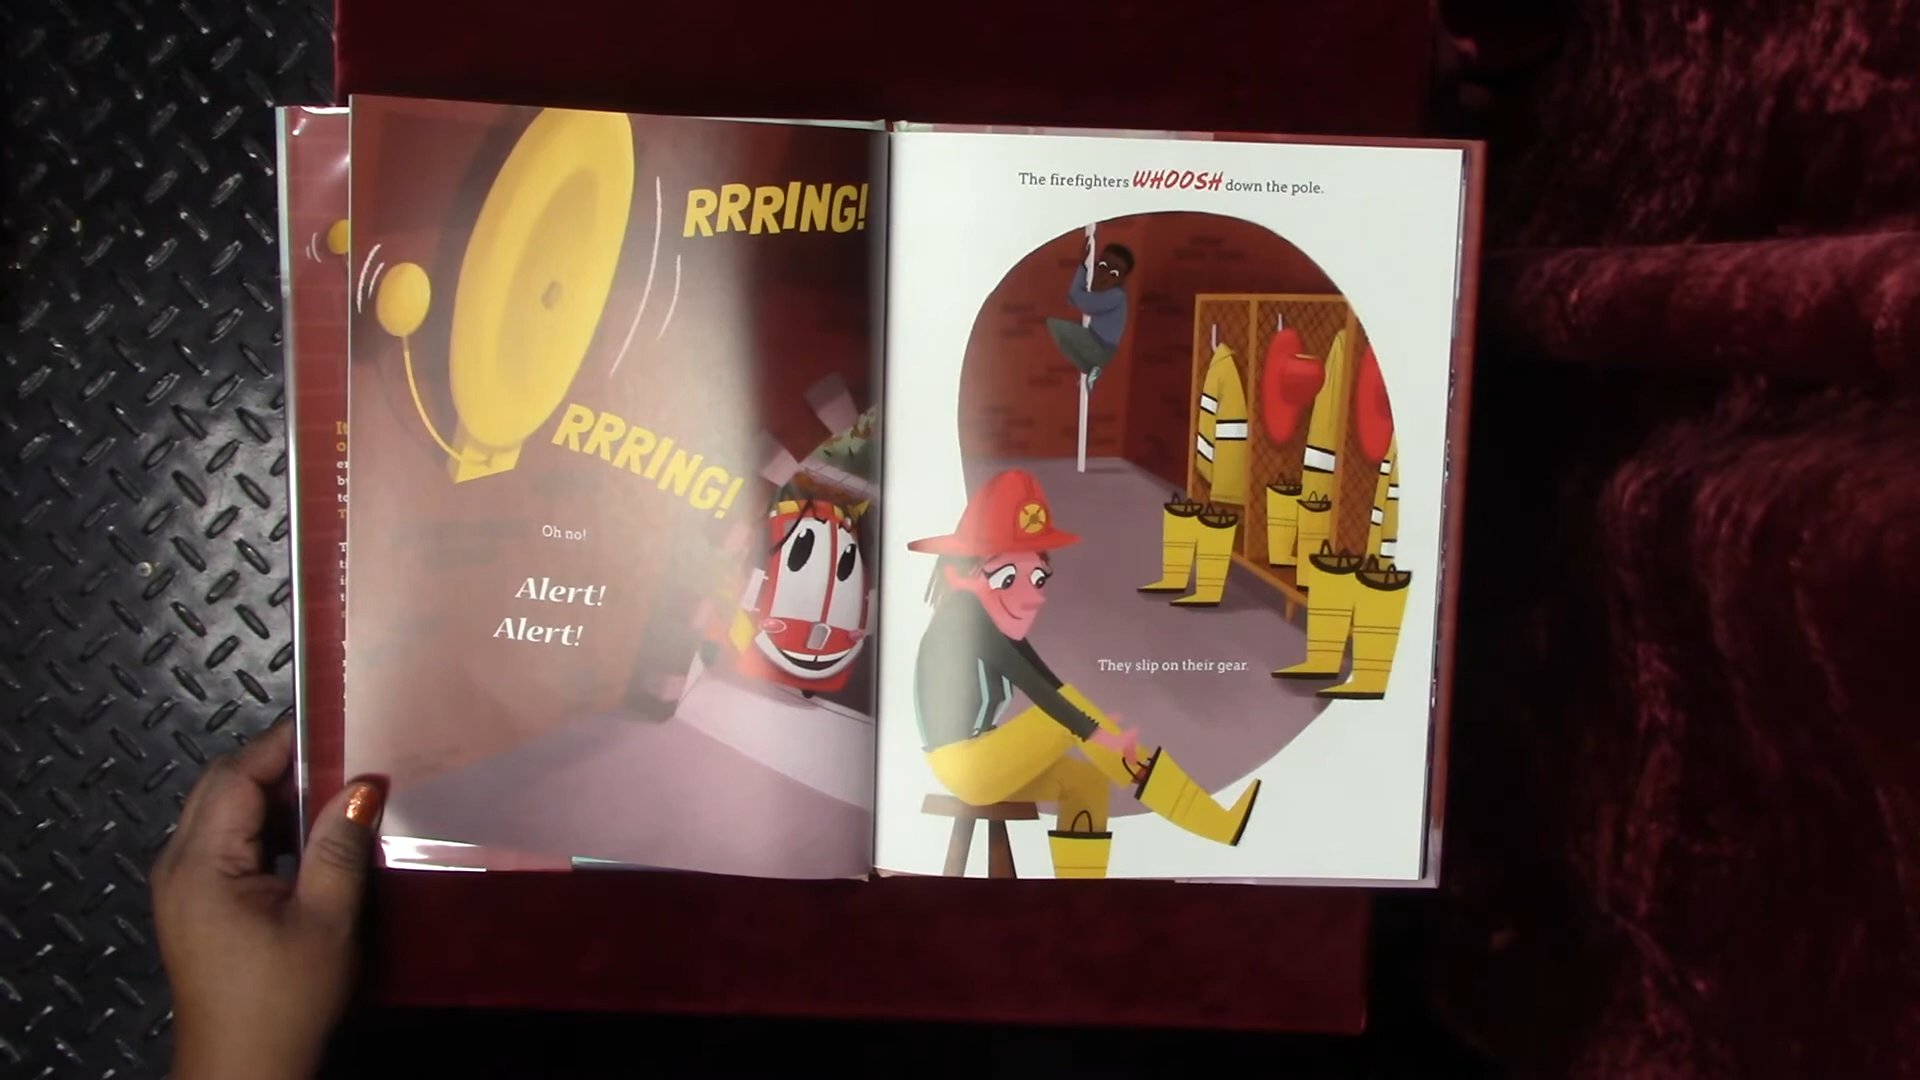 RRRING!
RRRING!
Oh no!
Alert!
Alert!
The firefighters WHOOSH down the pole.
They slip on their gear.